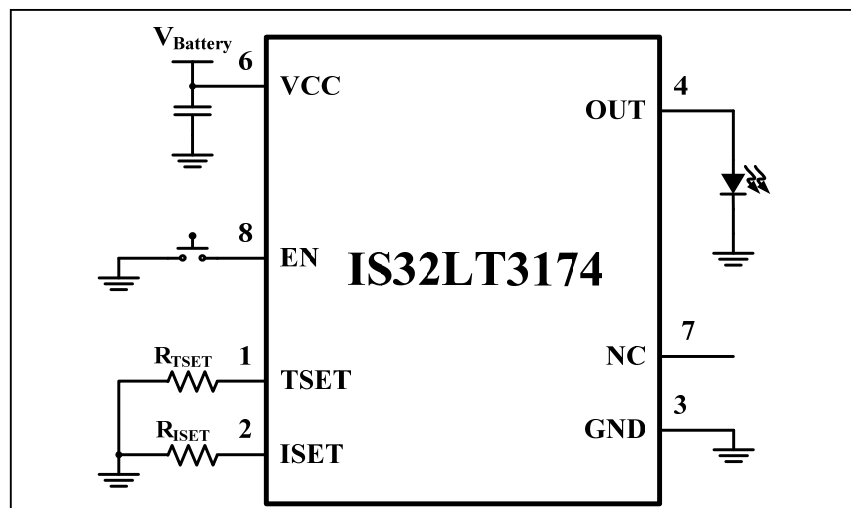 VBattery
6
VCC
4
OUT
8
EN
IS32LT3174
7
NC
RTSET
1
TSET
3
GND
RISET
2
ISET